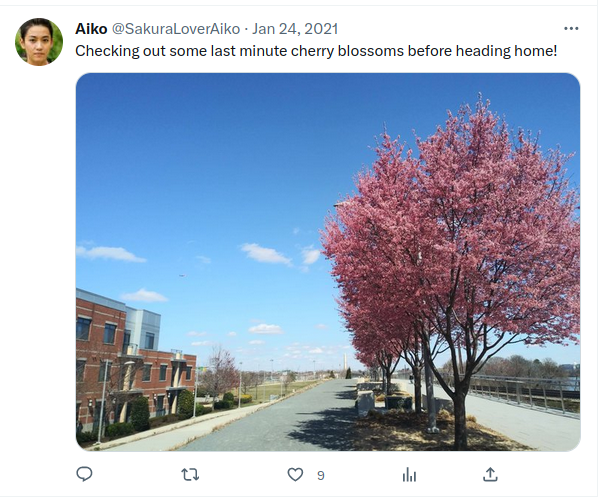 Aiko @SakuraLoverAiko · Jan 24, 2021
Checking out some last minute cherry blossoms before heading home!
9